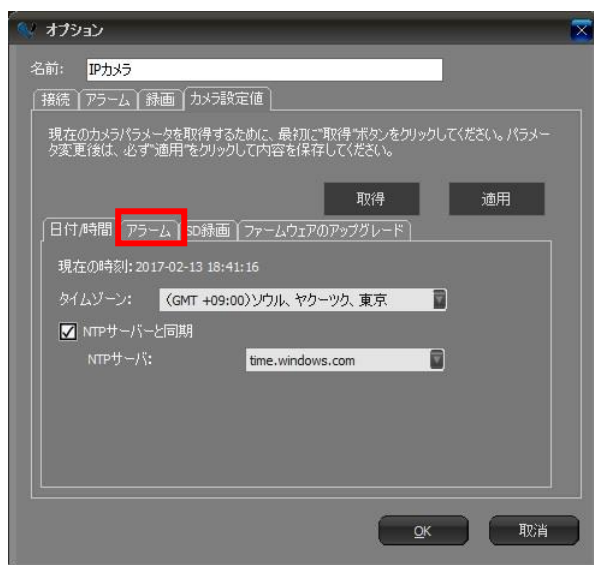 オプション
名前: IPカメラ
接続 アラーム 録画 カメラ設定値
現在のカメラパラメータを取得するために、最初に"取得"ボタンをクリックしてください。パラメー
タ変更後は、必ず"適用"をクリックして内容を保存してください。
取得 適用
日付/時間 アラーム SD録画 ファームウェアのアップグレード
現在の時刻: 2017-02-13 18:41:16
タイムゾーン: (GMT +09:00)ソウル、ヤクーツク、東京
NTPサーバーと同期
NTPサーバ: time.windows.com
OK 取消